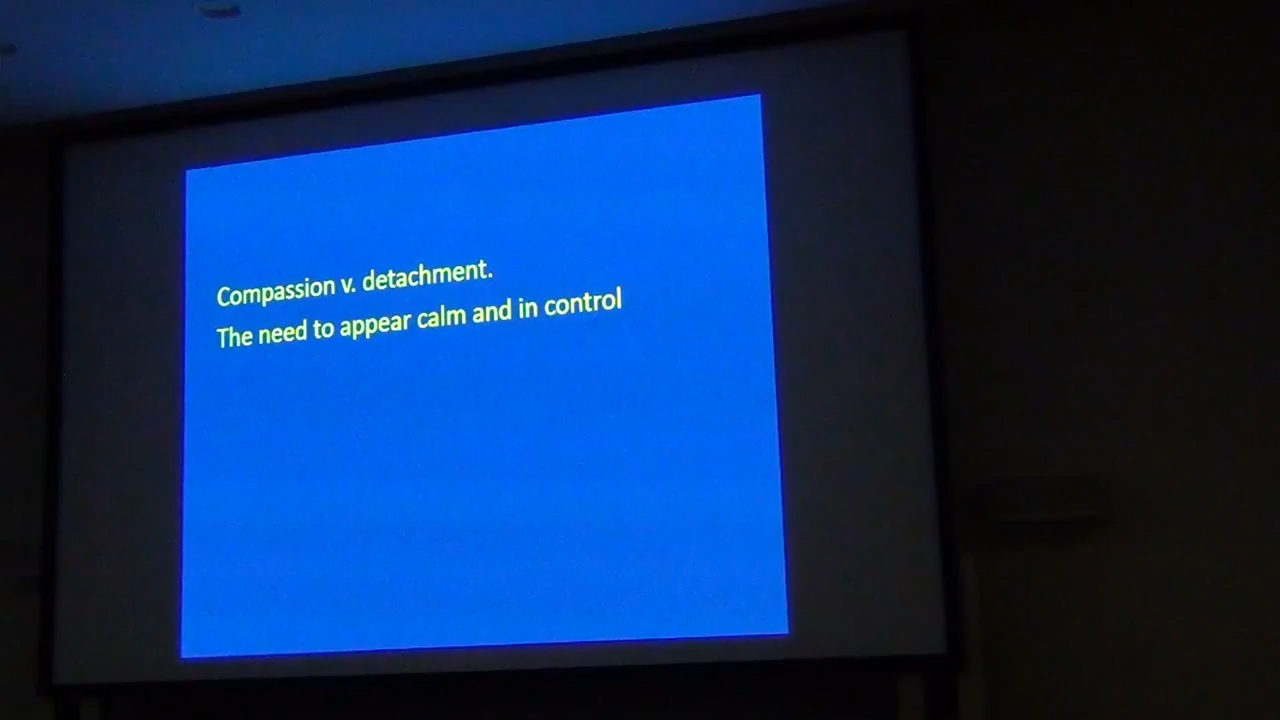 Compassion v. detachment.
The need to appear calm and in control